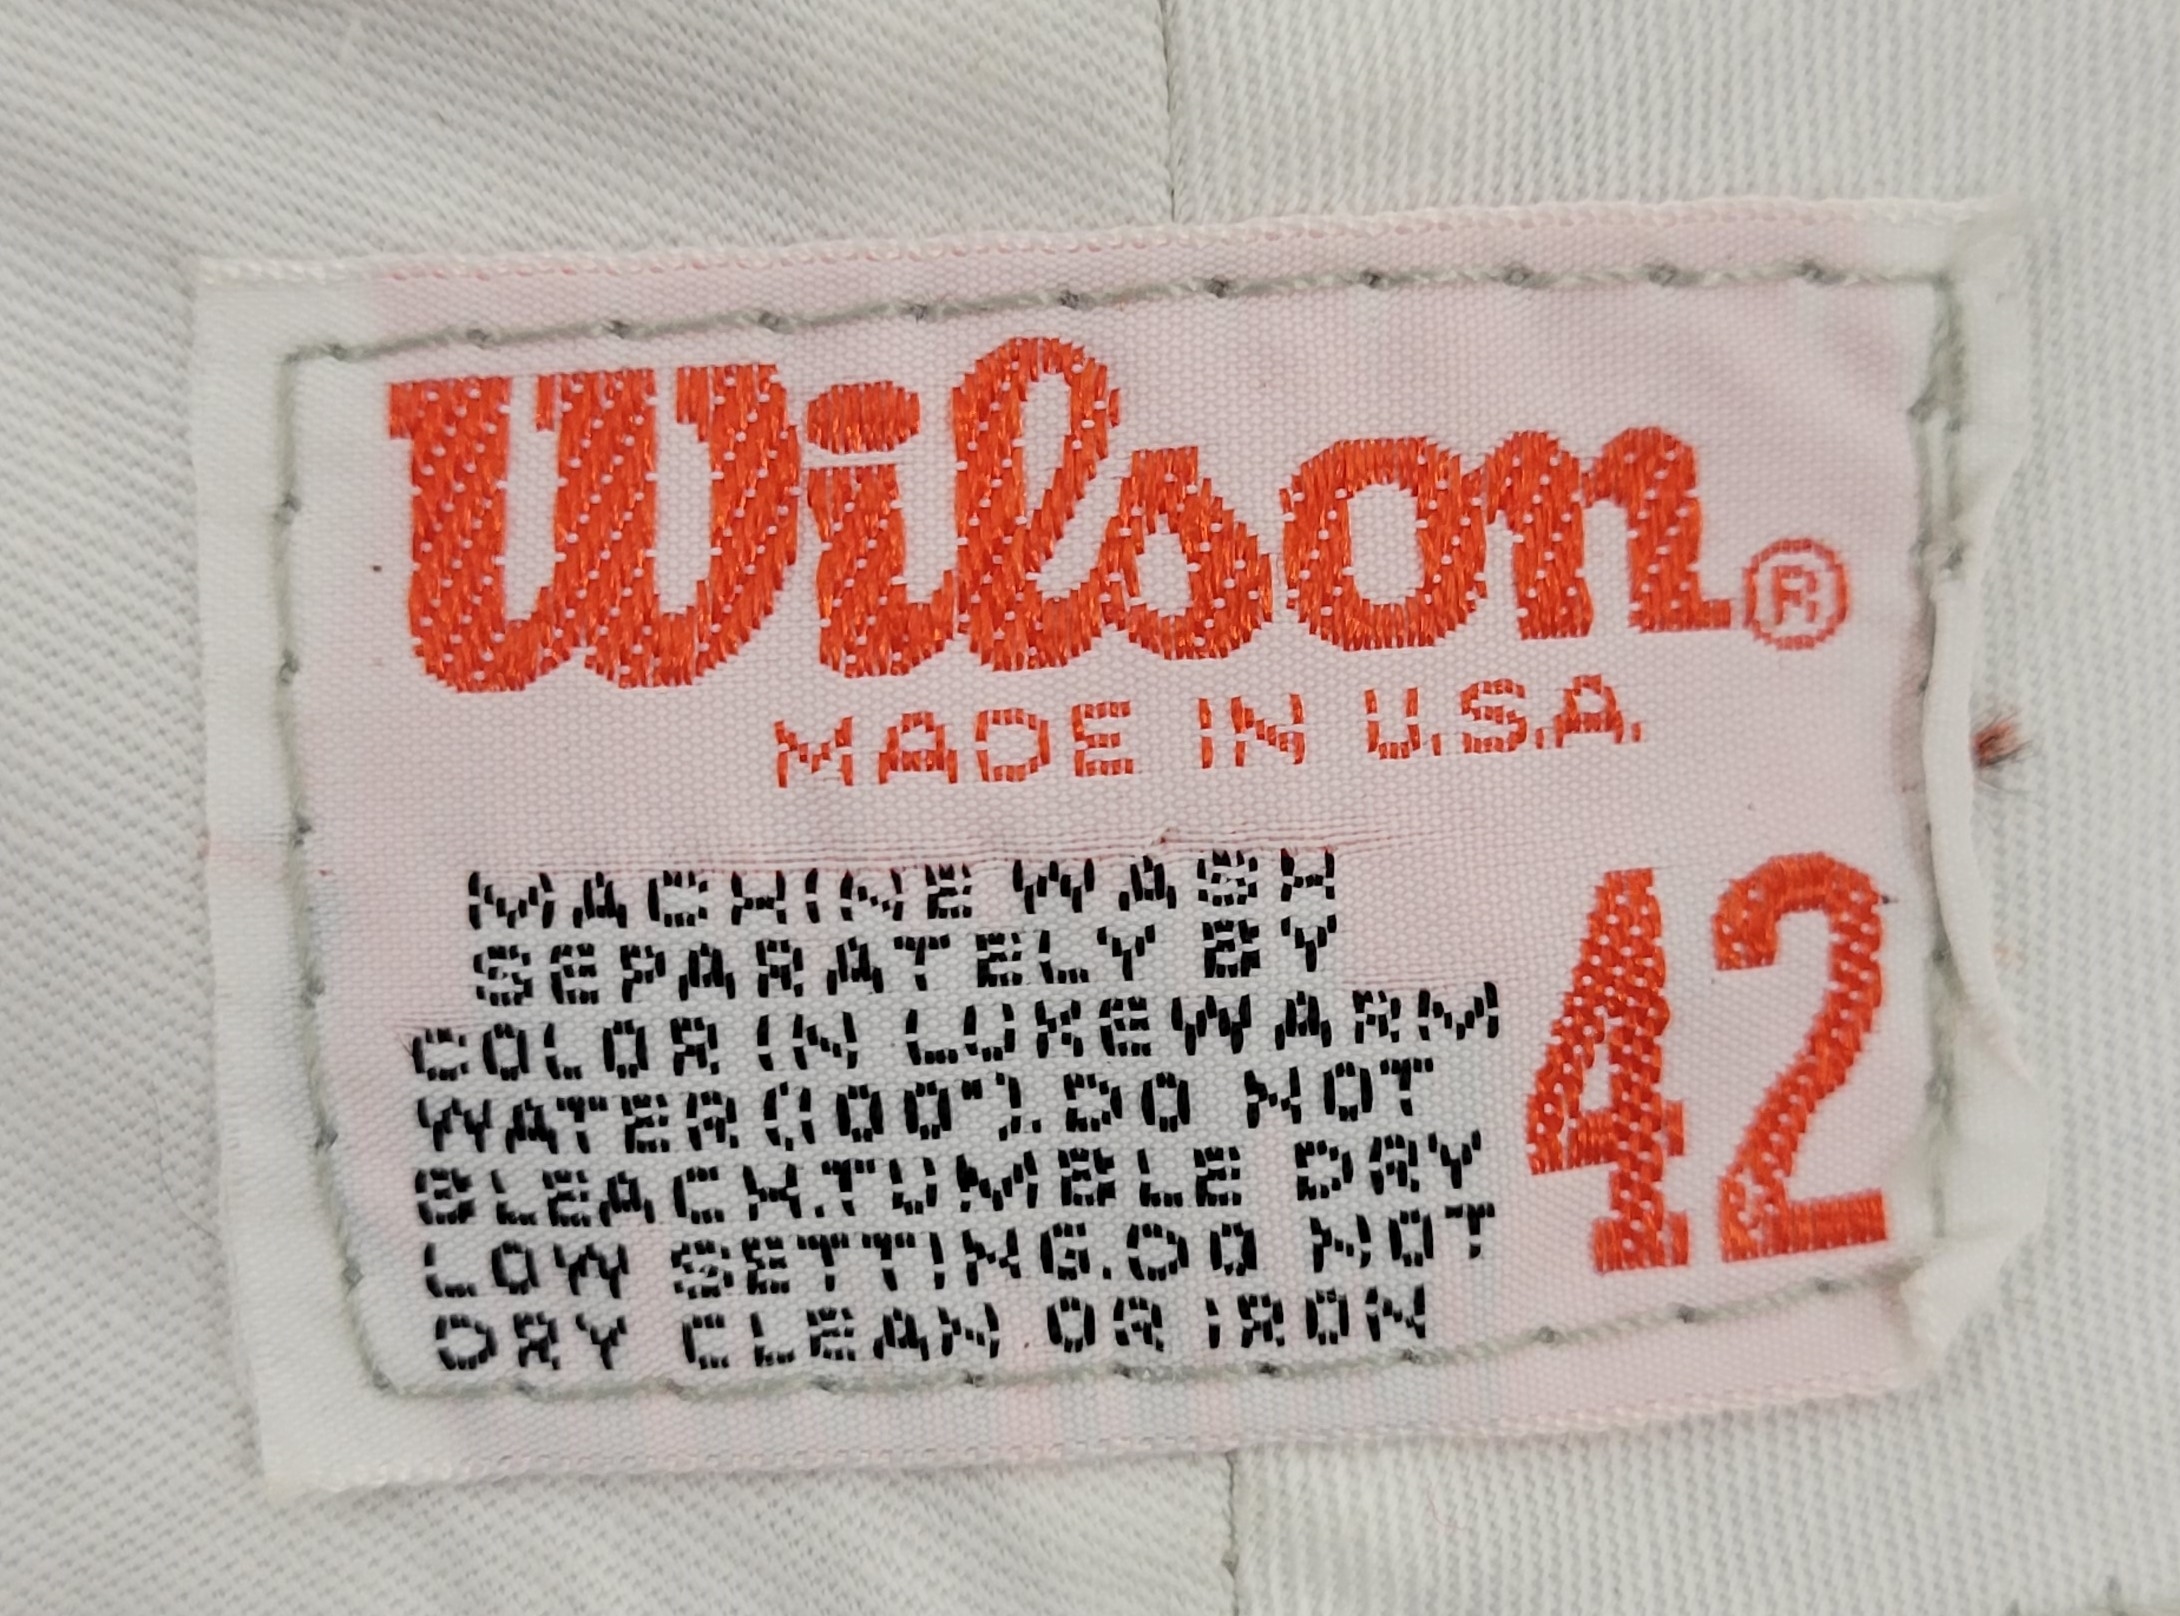 Wilson®
MADE IN U.S.A.
MACHINE WASH
SEPARATELY BY
COLOR IN LUKEWARM
WATER(100°).DO NOT
BLEACH.TUMBLE DRY
LOW SETTING.DO NOT
DRY CLEAN OR IRON
42